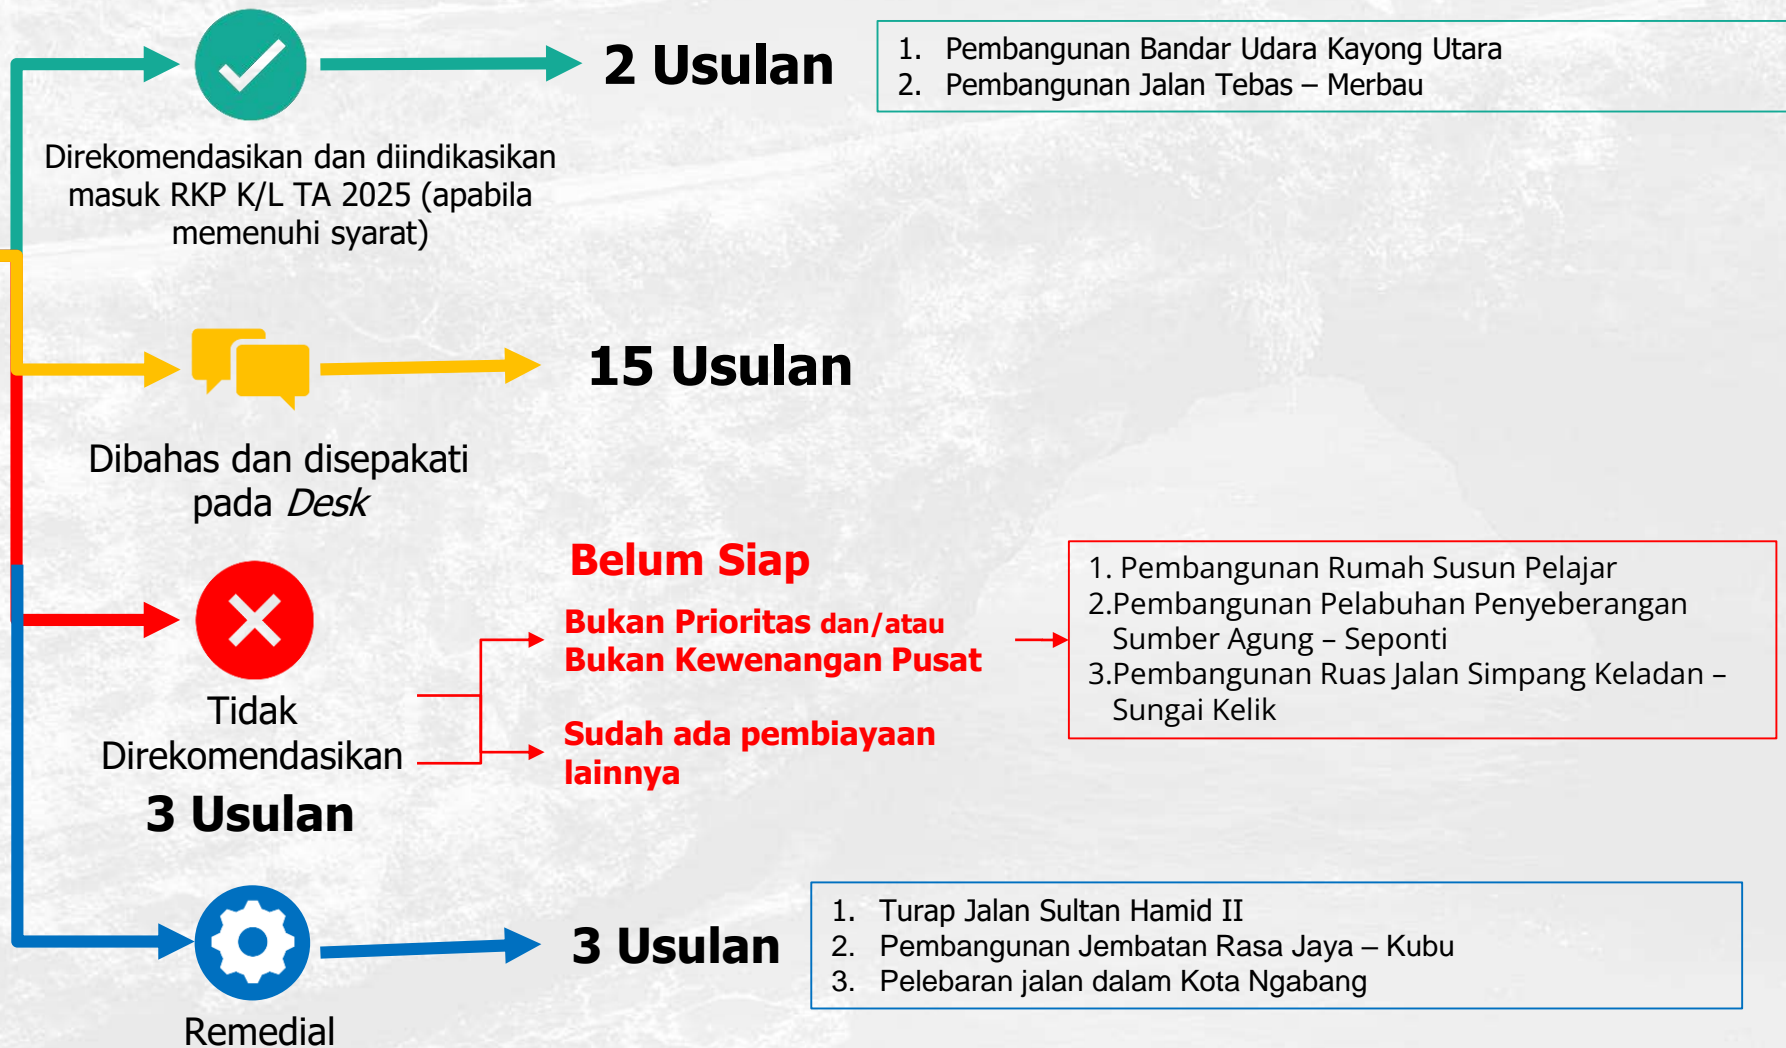 2 Usulan
1. Pembangunan Bandar Udara Kayong Utara
2. Pembangunan Jalan Tebas – Merbau
Direkomendasikan dan diindikasikan
masuk RKP K/L TA 2025 (apabila
memenuhi syarat)
15 Usulan
Dibahas dan disepakati
pada Desk
Belum Siap
Bukan Prioritas dan/atau
Bukan Kewenangan Pusat
Sudah ada pembiayaan
lainnya
1. Pembangunan Rumah Susun Pelajar
2.Pembangunan Pelabuhan Penyeberangan
Sumber Agung – Seponti
3.Pembangunan Ruas Jalan Simpang Keladan –
Sungai Kelik
Tidak
Direkomendasikan
3 Usulan
3 Usulan
1. Turap Jalan Sultan Hamid II
2. Pembangunan Jembatan Rasa Jaya – Kubu
3. Pelebaran jalan dalam Kota Ngabang
Remedial